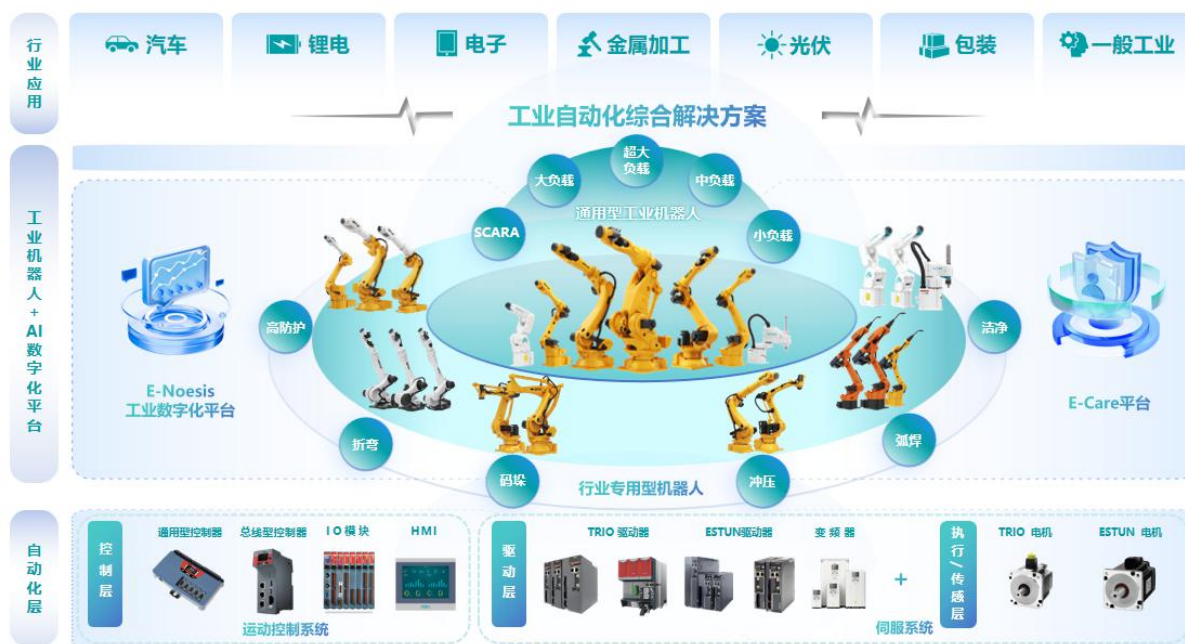 行业应用
汽车
锂电
电子
金属加工
光伏
包装
一般工业
工业自动化综合解决方案
工业机器人+AI数字化平台
超大
负载
大负载
中负载
通用型工业机器人
SCARA
小负载
高防护
洁净
E-Noesis
工业数字化平台
E-Care平台
折弯
弧焊
码垛
冲压
行业专用型机器人
自动化层
控制层
通用型控制器
总线型控制器
IO模块
HMI
运动控制系统
驱动层
TRIO 驱动器
ESTUN驱动器
变频器
+
执行/传感层
TRIO 电机
ESTUN 电机
伺服系统